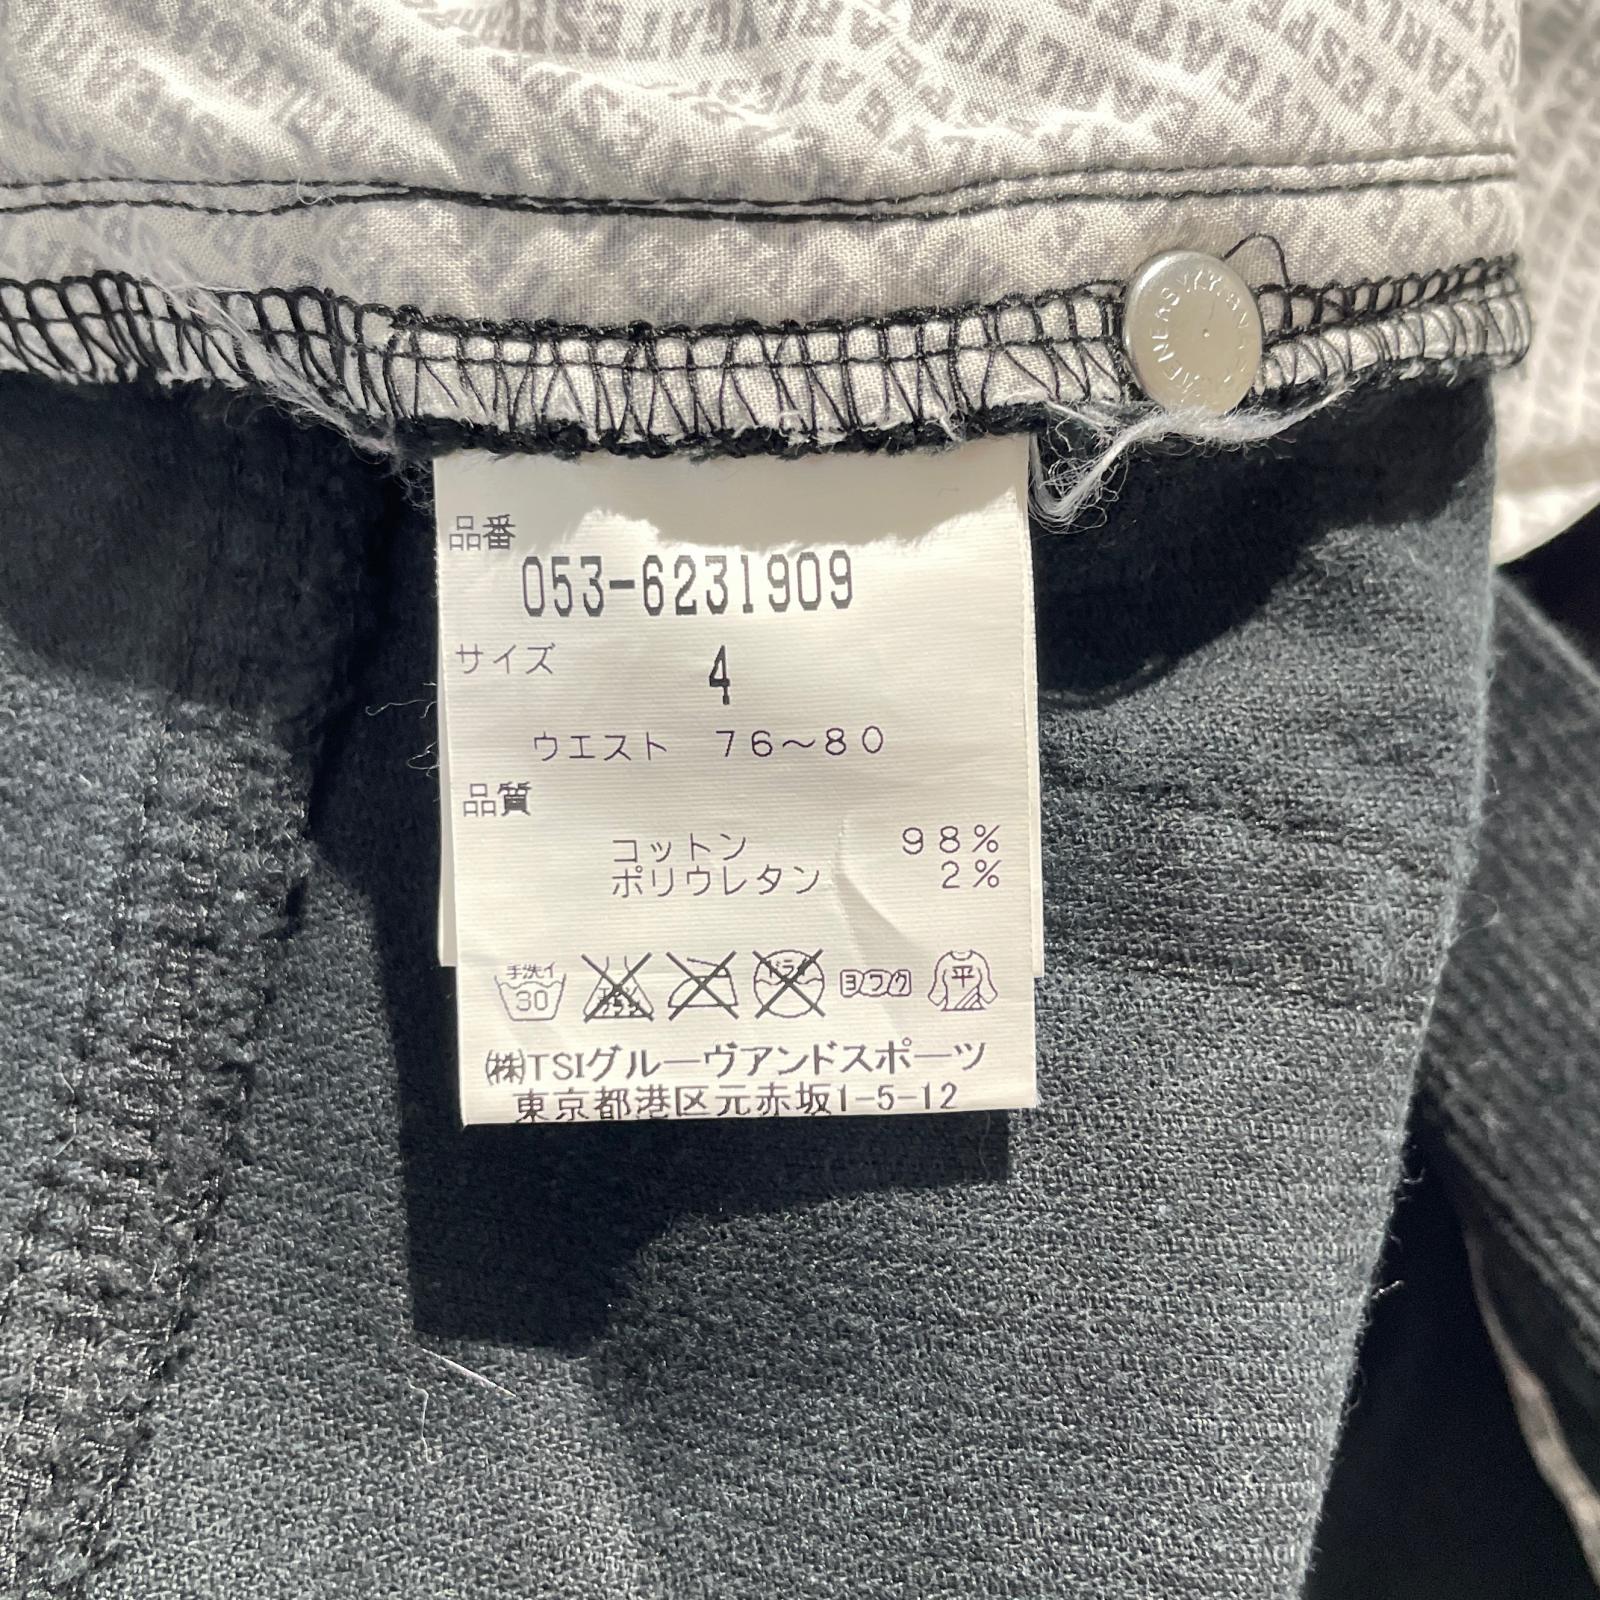 PEARLYGATES
品番
053-6231909
サイズ 4
ウエスト 76～80
品質
コットン 98%
ポリウレタン 2%
手洗イ 30 ヨワク 平
㈱TSIグルーヴアンドスポーツ
東京都港区元赤坂1-5-12